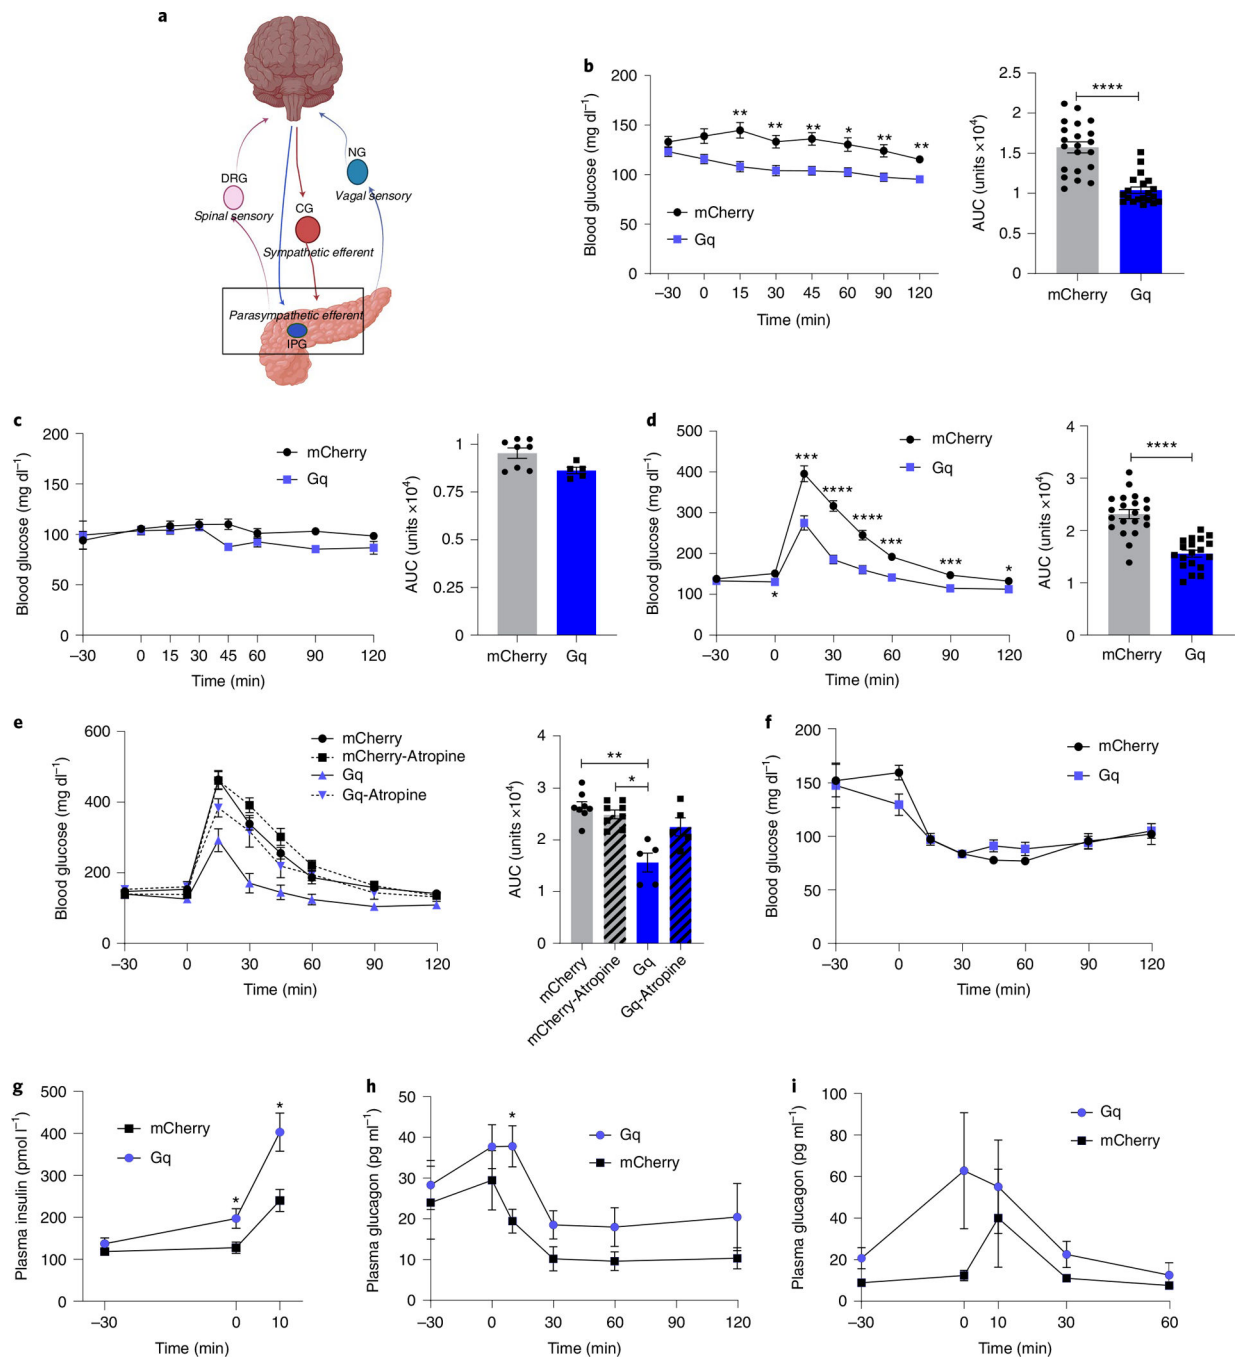 a
DRG
Spinal sensory
NG
Vagal sensory
CG
Sympathetic efferent
Parasympathetic efferent
IPG
b
Blood glucose (mg dl⁻¹)
200
150
100
50
0
** ** ** * ** **
mCherry
Gq
−30 0 15 30 45 60 90 120
Time (min)
AUC (units ×10⁴)
2.5
2
1.5
1
0.5
0
****
mCherry Gq
c
Blood glucose (mg dl⁻¹)
200
150
100
50
0
mCherry
Gq
−30 0 15 30 45 60 90 120
Time (min)
AUC (units ×10⁴)
1
0.75
0.5
0.25
0
mCherry Gq
d
Blood glucose (mg dl⁻¹)
500
400
300
200
100
0
mCherry
Gq
* *** **** **** *** *** *
−30 0 30 60 90 120
Time (min)
AUC (units ×10⁴)
4
3
2
1
0
****
mCherry Gq
e
Blood glucose (mg dl⁻¹)
600
400
200
0
mCherry
mCherry-Atropine
Gq
Gq-Atropine
−30 0 30 60 90 120
Time (min)
AUC (units ×10⁴)
4
3
2
1
0
**
*
mCherry
mCherry-Atropine
Gq
Gq-Atropine
f
Blood glucose (mg dl⁻¹)
200
150
100
50
0
mCherry
Gq
−30 0 30 60 90 120
Time (min)
g
Plasma insulin (pmol l⁻¹)
500
400
300
200
100
0
mCherry
Gq
* *
−30 0 10
Time (min)
h
Plasma glucagon (pg ml⁻¹)
50
40
30
20
10
0
*
Gq
mCherry
−30 0 30 60 90 120
Time (min)
i
Plasma glucagon (pg ml⁻¹)
100
80
60
40
20
0
Gq
mCherry
−30 0 10 30 60
Time (min)